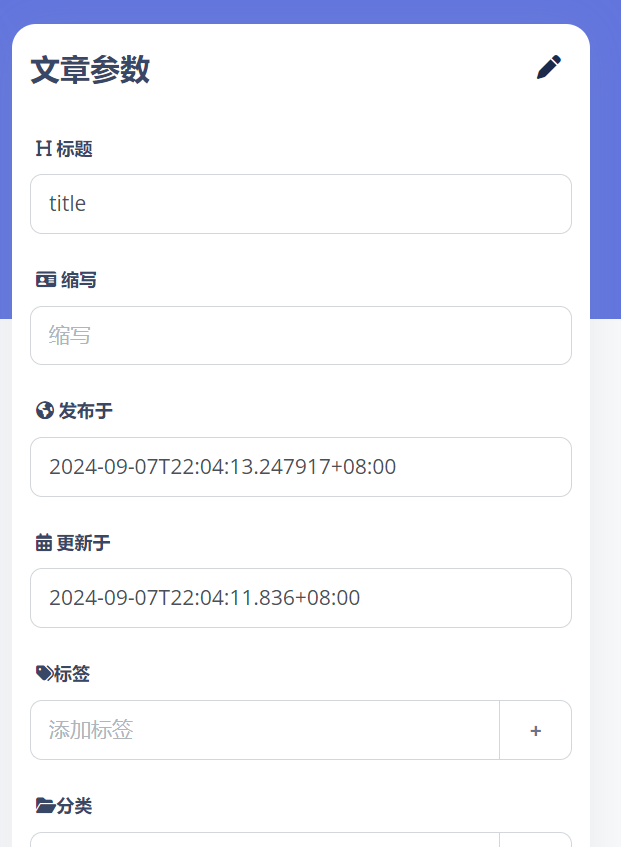 文章参数
标题
title
缩写
缩写
发布于
2024-09-07T22:04:13.247917+08:00
更新于
2024-09-07T22:04:11.836+08:00
标签
添加标签
+
分类